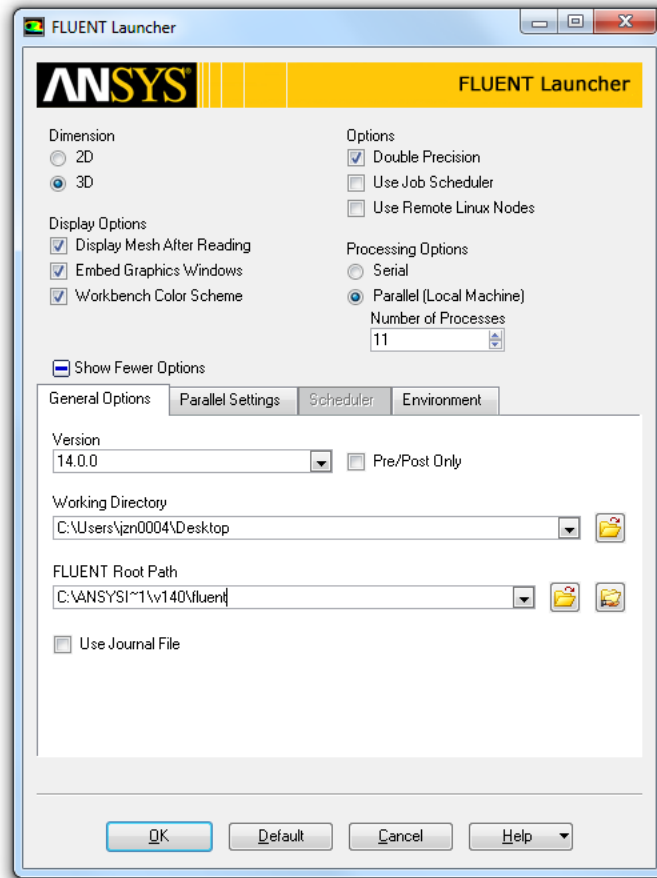 FLUENT Launcher
ANSYS® FLUENT Launcher
Dimension
2D
3D
Display Options
Display Mesh After Reading
Embed Graphics Windows
Workbench Color Scheme
Options
Double Precision
Use Job Scheduler
Use Remote Linux Nodes
Processing Options
Serial
Parallel (Local Machine)
Number of Processes
11
Show Fewer Options
General Options Parallel Settings Scheduler Environment
Version
14.0.0 Pre/Post Only
Working Directory
C:\Users\jzn0004\Desktop
FLUENT Root Path
C:\ANSYSI~1\v140\fluent
Use Journal File
OK Default Cancel Help